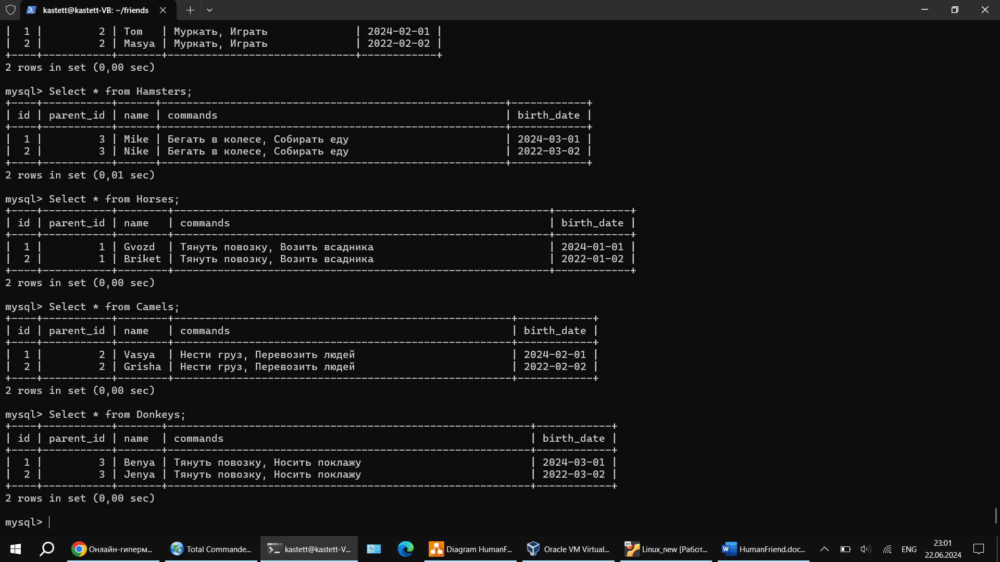 kastett@kastett-VB: ~/friends
|  1 |         2 | Tom   | Муркать, Играть              | 2024-02-01 |
|  2 |         2 | Masya | Муркать, Играть              | 2022-02-02 |
+----+-----------+-------+------------------------------+------------+
2 rows in set (0,00 sec)
mysql> Select * from Hamsters;
+----+-----------+------+-------------------------------------------------------+------------+
| id | parent_id | name | commands                                              | birth_date |
+----+-----------+------+-------------------------------------------------------+------------+
|  1 |         3 | Mike | Бегать в колесе, Собирать еду                         | 2024-03-01 |
|  2 |         3 | Nike | Бегать в колесе, Собирать еду                         | 2022-03-02 |
+----+-----------+------+-------------------------------------------------------+------------+
2 rows in set (0,01 sec)
mysql> Select * from Horses;
+----+-----------+--------+------------------------------------------------------------+------------+
| id | parent_id | name   | commands                                                   | birth_date |
+----+-----------+--------+------------------------------------------------------------+------------+
|  1 |         1 | Gvozd  | Тянуть повозку, Возить всадника                            | 2024-01-01 |
|  2 |         1 | Briket | Тянуть повозку, Возить всадника                            | 2022-01-02 |
+----+-----------+--------+------------------------------------------------------------+------------+
2 rows in set (0,00 sec)
mysql> Select * from Camels;
+----+-----------+--------+------------------------------------------------------+------------+
| id | parent_id | name   | commands                                             | birth_date |
+----+-----------+--------+------------------------------------------------------+------------+
|  1 |         2 | Vasya  | Нести груз, Перевозить людей                         | 2024-02-01 |
|  2 |         2 | Grisha | Нести груз, Перевозить людей                         | 2022-02-02 |
+----+-----------+--------+------------------------------------------------------+------------+
2 rows in set (0,00 sec)
mysql> Select * from Donkeys;
+----+-----------+-------+----------------------------------------------------------+------------+
| id | parent_id | name  | commands                                                 | birth_date |
+----+-----------+-------+----------------------------------------------------------+------------+
|  1 |         3 | Benya | Тянуть повозку, Носить поклажу                           | 2024-03-01 |
|  2 |         3 | Jenya | Тянуть повозку, Носить поклажу                           | 2022-03-02 |
+----+-----------+-------+----------------------------------------------------------+------------+
2 rows in set (0,00 sec)
mysql>
Онлайн-гиперм... Total Commande... kastett@kastett-V... Diagram HumanF... Oracle VM Virtual... 64 Linux_new [Работ... HumanFriend.doc... ENG 23:01
22.06.2024